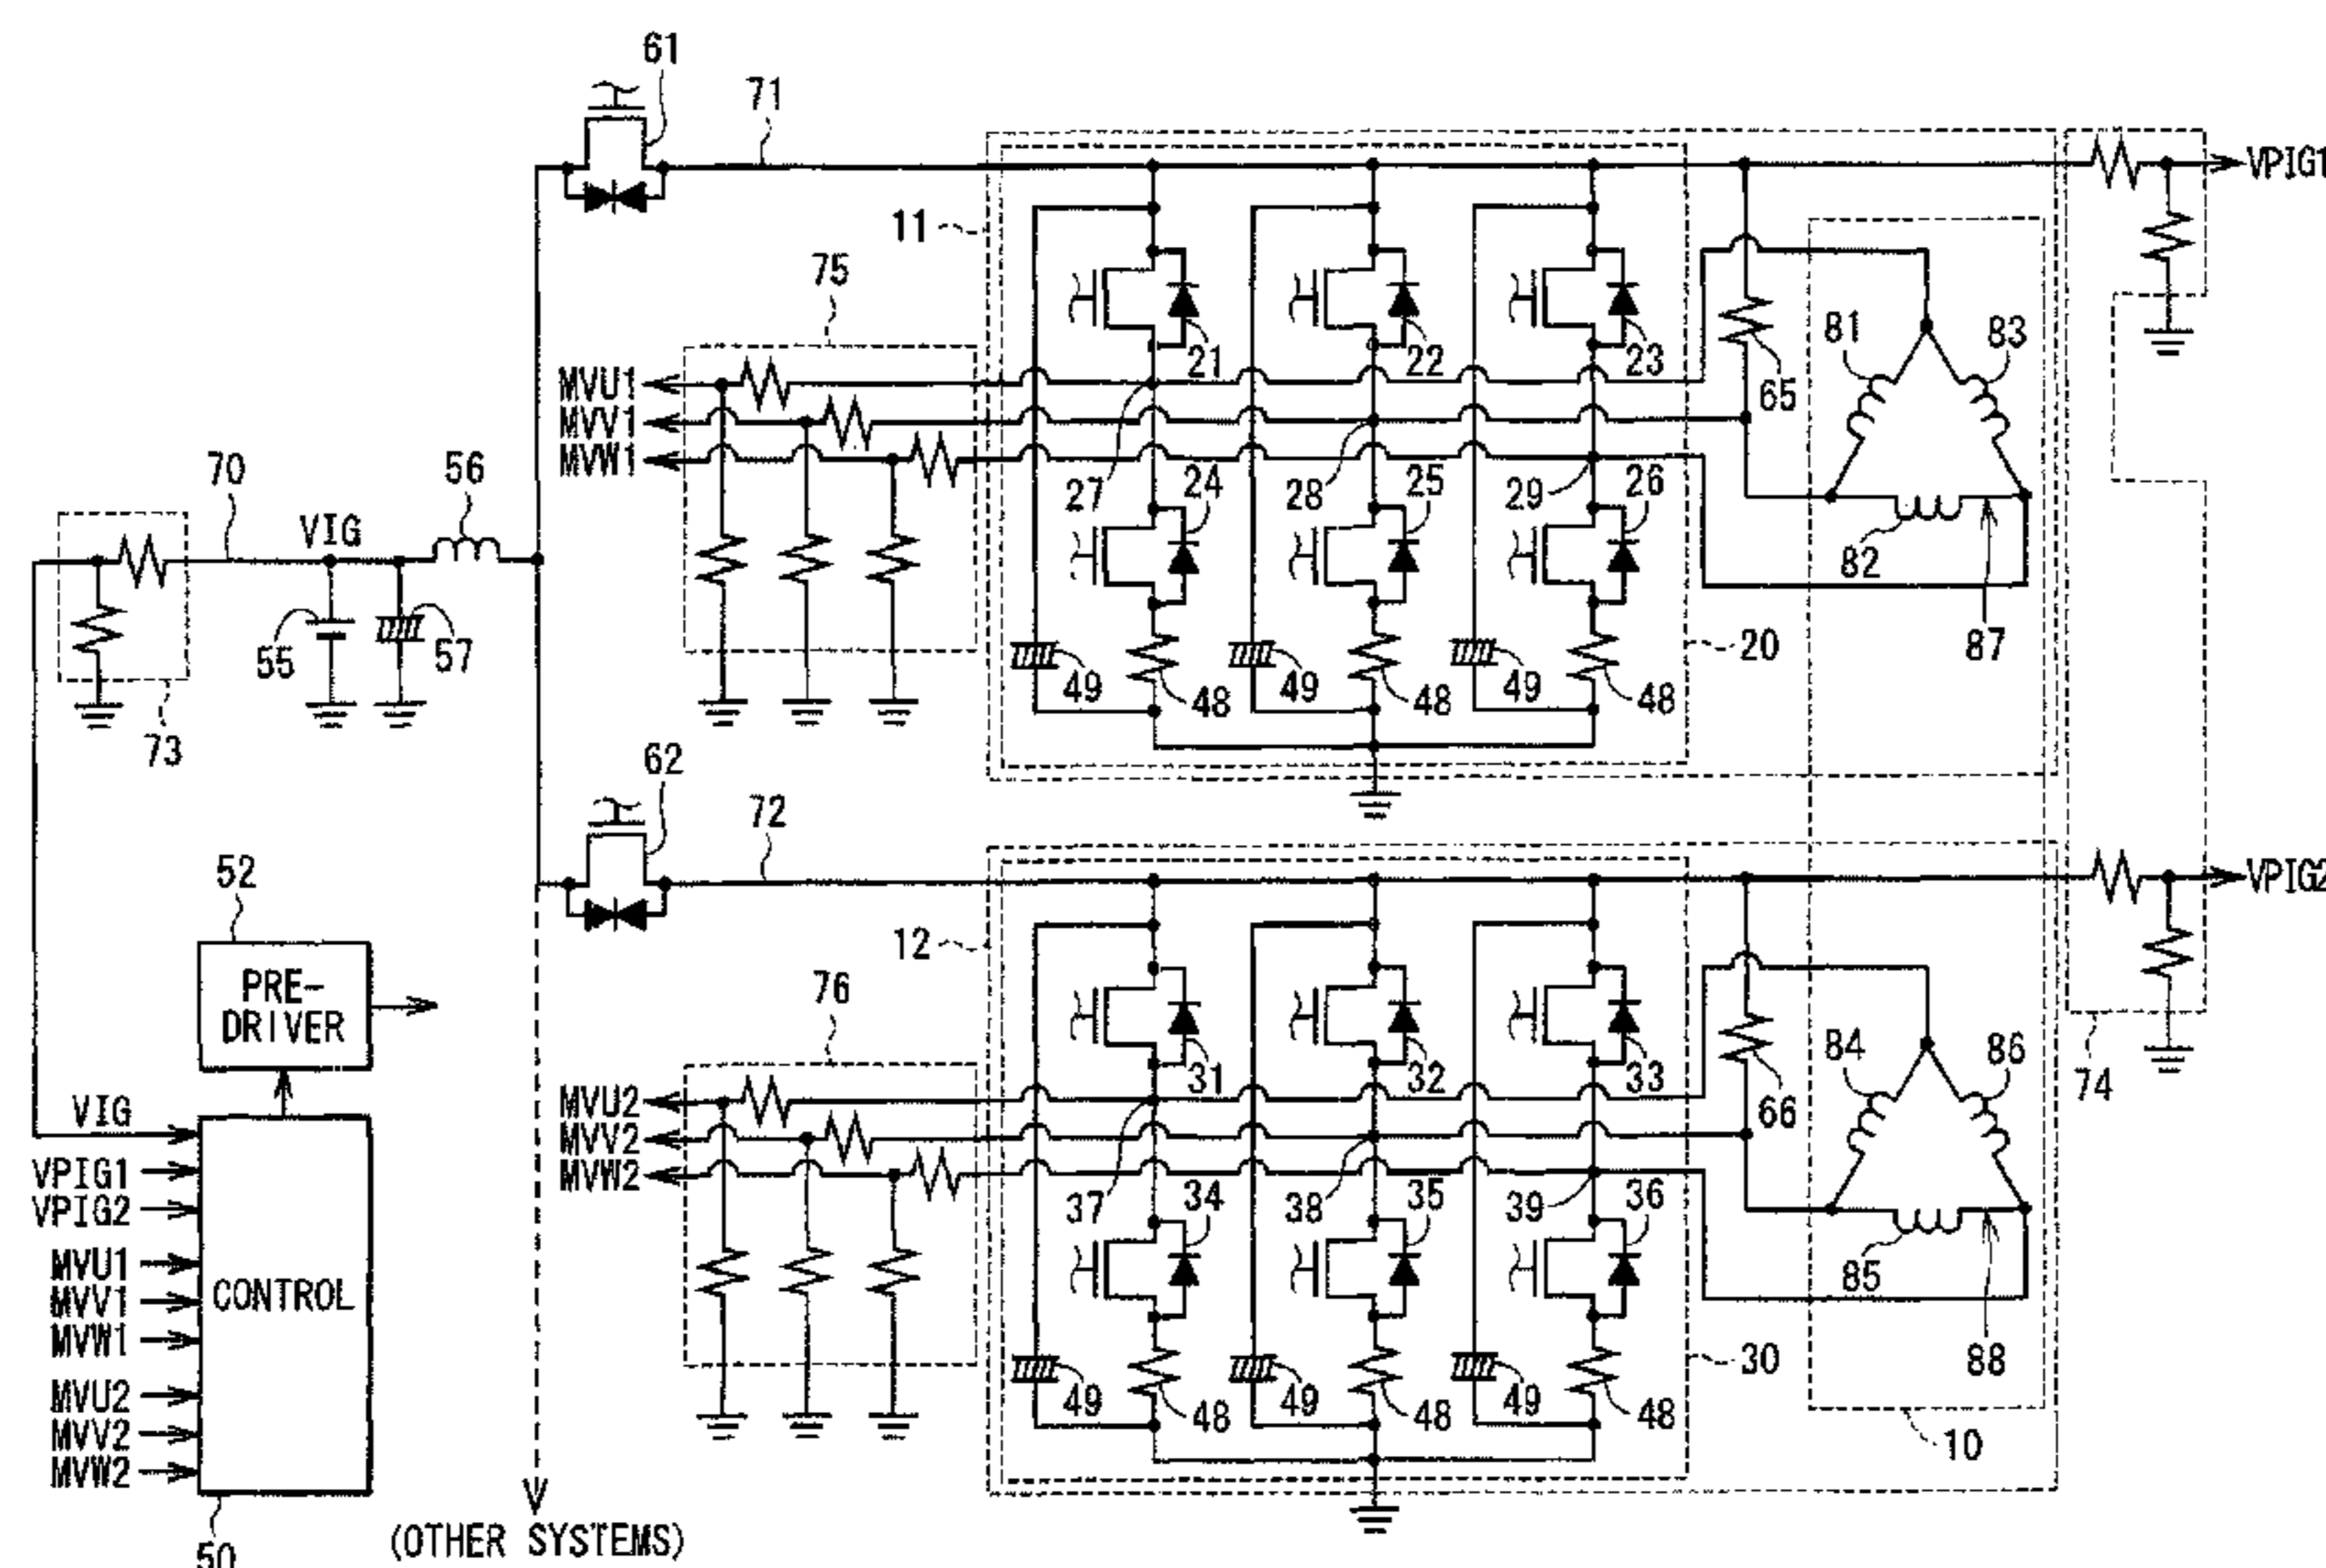 61
71
VPIG1
11
75
81
83
21
22
23
65
MVU1
MVV1
MVW1
70
VIG
56
27
24
28
25
29
26
82
87
55
57
73
49
48
49
48
49
48
20
62
72
VPIG2
52
12
PRE-
DRIVER
76
84
86
31
32
33
66
74
MVU2
MVV2
MVW2
VIG
VPIG1
VPIG2
37
34
38
35
39
36
MVU1
MVV1
MVW1
CONTROL
85
88
30
MVU2
MVV2
MVW2
49
48
49
48
49
48
10
50
(OTHER SYSTEMS)